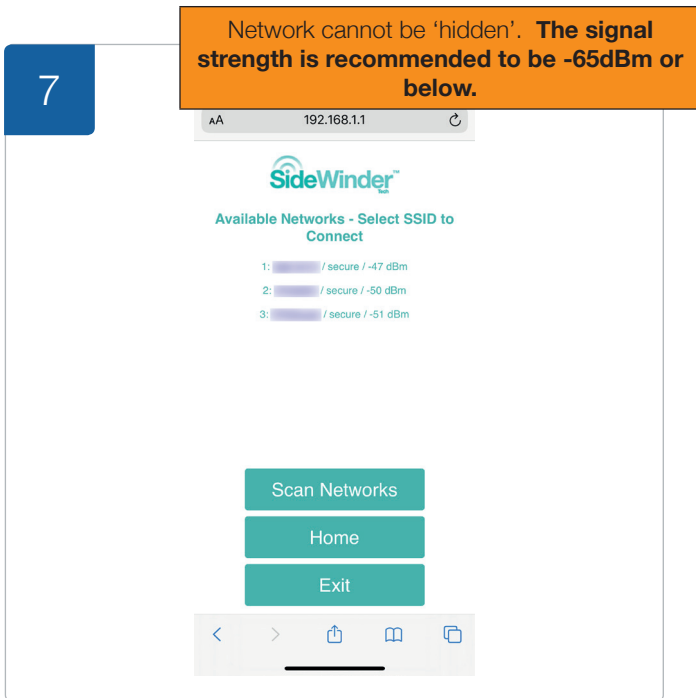 Network cannot be ‘hidden’. The signal
strength is recommended to be -65dBm or
below.
7
AA 192.168.1.1
SideWinder™
Tech
Available Networks - Select SSID to
Connect
1: / secure / -47 dBm
2: / secure / -50 dBm
3: / secure / -51 dBm
Scan Networks
Home
Exit